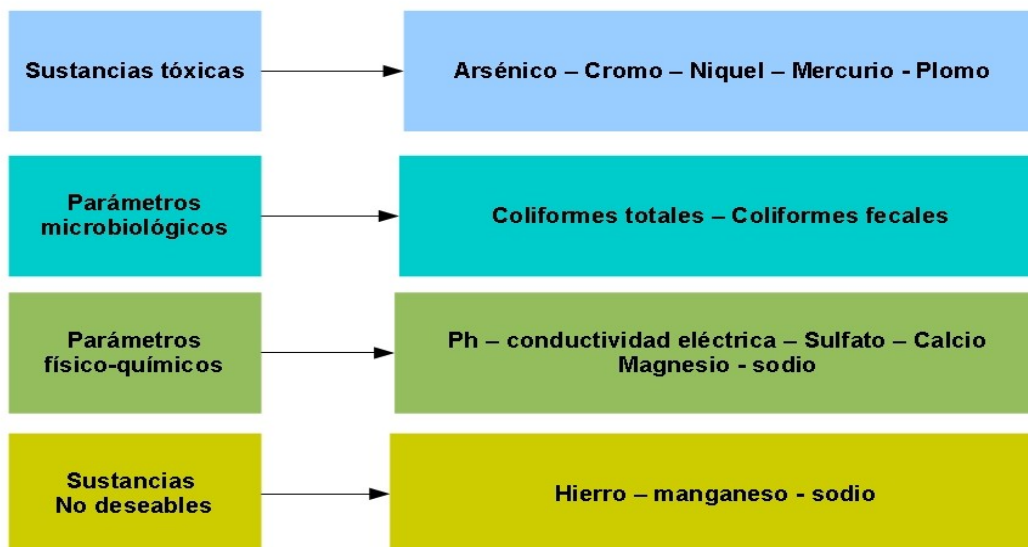 Sustancias tóxicas
Arsénico – Cromo – Niquel – Mercurio - Plomo
Parámetros
microbiológicos
Coliformes totales – Coliformes fecales
Parámetros
físico-químicos
Ph – conductividad eléctrica – Sulfato – Calcio
Magnesio - sodio
Sustancias
No deseables
Hierro – manganeso - sodio